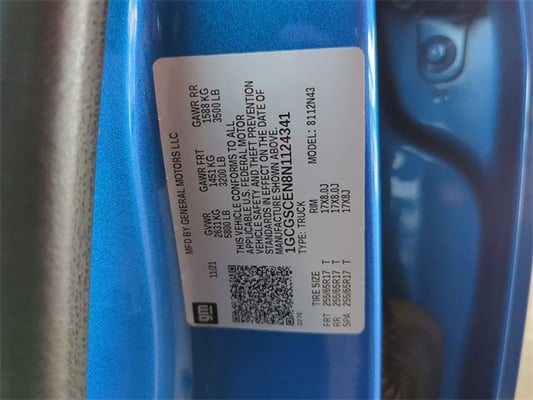 MFD BY GENERAL MOTORS LLC
11/21
GVWR
2631 KG
5800 LB
GAWR FRT
1451 KG
3200 LB
GAWR RR
1588 KG
3500 LB
THIS VEHICLE CONFORMS TO ALL
APPLICABLE U.S. FEDERAL MOTOR
VEHICLE SAFETY AND THEFT PREVENTION
STANDARDS IN EFFECT ON THE DATE OF
MANUFACTURE SHOWN ABOVE.
1GCGSCEN8N1124341
TYPE: TRUCK
MODEL: 8112N43
gm
TIRE SIZE
RIM
FRT 255/65R17 T 17X8.0J
RR 255/65R17 T 17X8.0J
SPA 255/65R17 T 17X8J